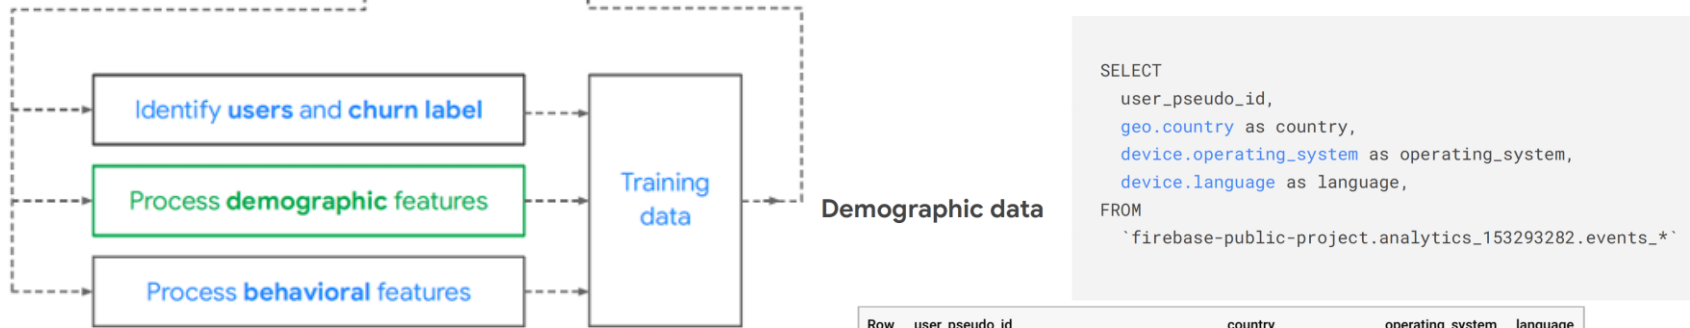 Identify users and churn label
Process demographic features
Process behavioral features
Training
data
Demographic data
SELECT
user_pseudo_id,
geo.country as country,
device.operating_system as operating_system,
device.language as language,
FROM
`firebase-public-project.analytics_153293282.events_*`
Row user_pseudo_id country operating_system language